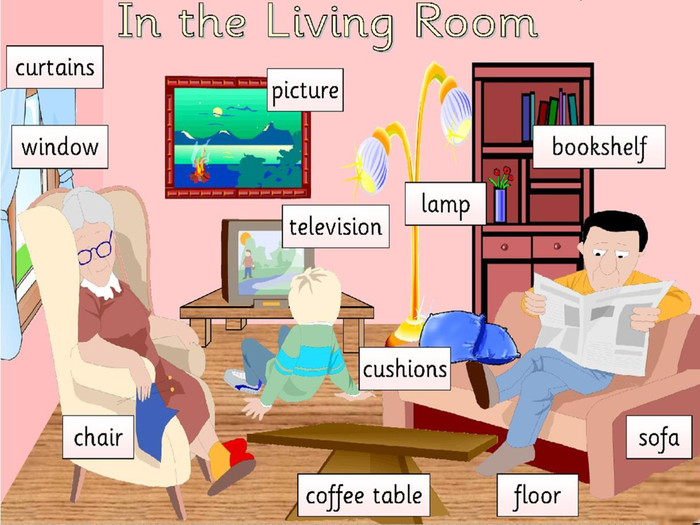 In the Living Room
curtains
picture
window
bookshelf
lamp
television
cushions
chair
sofa
coffee table
floor